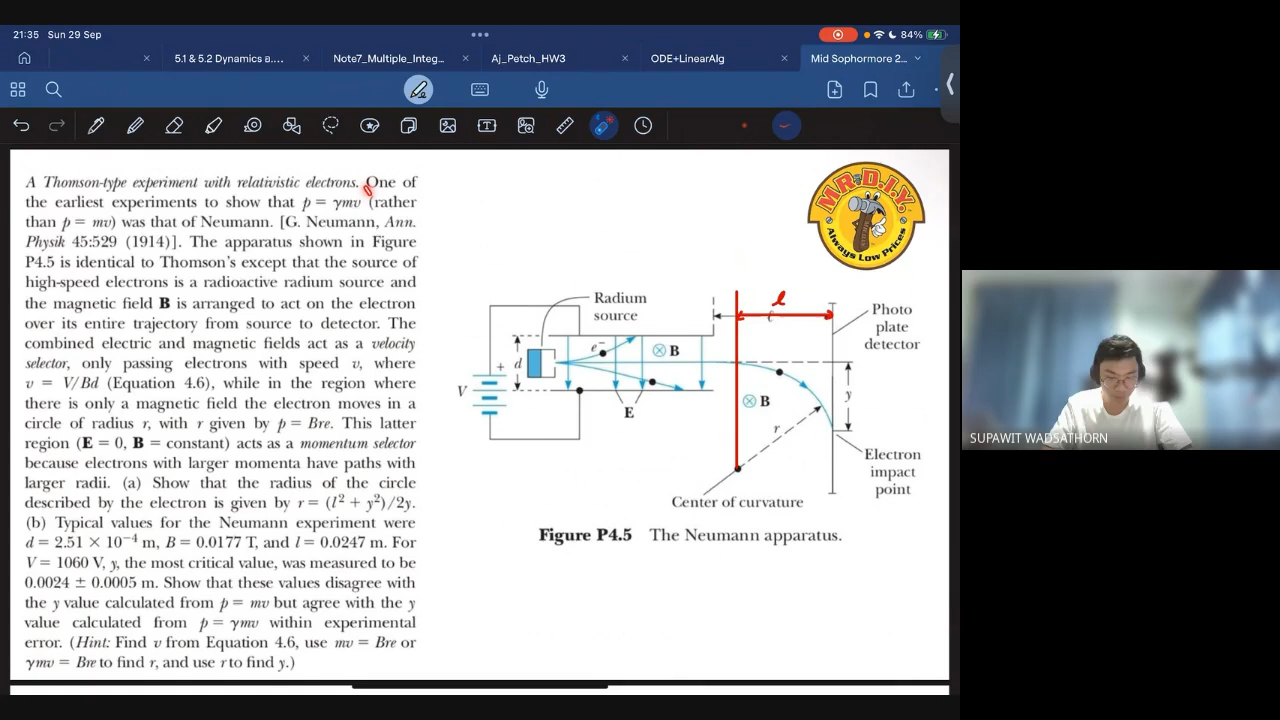 21:35 Sun 29 Sep
84%
5.1 & 5.2 Dynamics a....
Note7_Multiple_Integ...
Aj_Petch_HW3
ODE+LinearAlg
Mid Sophormore 2...
A Thomson-type experiment with relativistic electrons. One of
the earliest experiments to show that p = γmv (rather
than p = mv) was that of Neumann. [G. Neumann, Ann.
Physik 45:529 (1914)]. The apparatus shown in Figure
P4.5 is identical to Thomson's except that the source of
high-speed electrons is a radioactive radium source and
the magnetic field B is arranged to act on the electron
over its entire trajectory from source to detector. The
combined electric and magnetic fields act as a velocity
selector, only passing electrons with speed v, where
v = V/Bd (Equation 4.6), while in the region where
there is only a magnetic field the electron moves in a
circle of radius r, with r given by p = Bre. This latter
region (E = 0, B = constant) acts as a momentum selector
because electrons with larger momenta have paths with
larger radii. (a) Show that the radius of the circle
described by the electron is given by r = (l² + y²)/2y.
(b) Typical values for the Neumann experiment were
d = 2.51 × 10⁻⁴ m, B = 0.0177 T, and l = 0.0247 m. For
V = 1060 V, y, the most critical value, was measured to be
0.0024 ± 0.0005 m. Show that these values disagree with
the y value calculated from p = mv but agree with the y
value calculated from p = γmv within experimental
error. (Hint: Find v from Equation 4.6, use mv = Bre or
γmv = Bre to find r, and use r to find y.)
MR.D.I.Y.
Always Low Prices
Radium
source
l
Photo
plate
detector
e⁻
⊗ B
+
d
V
E
⊗ B
y
r
Electron
impact
point
Center of curvature
Figure P4.5 The Neumann apparatus.
SUPAWIT WADSATHORN